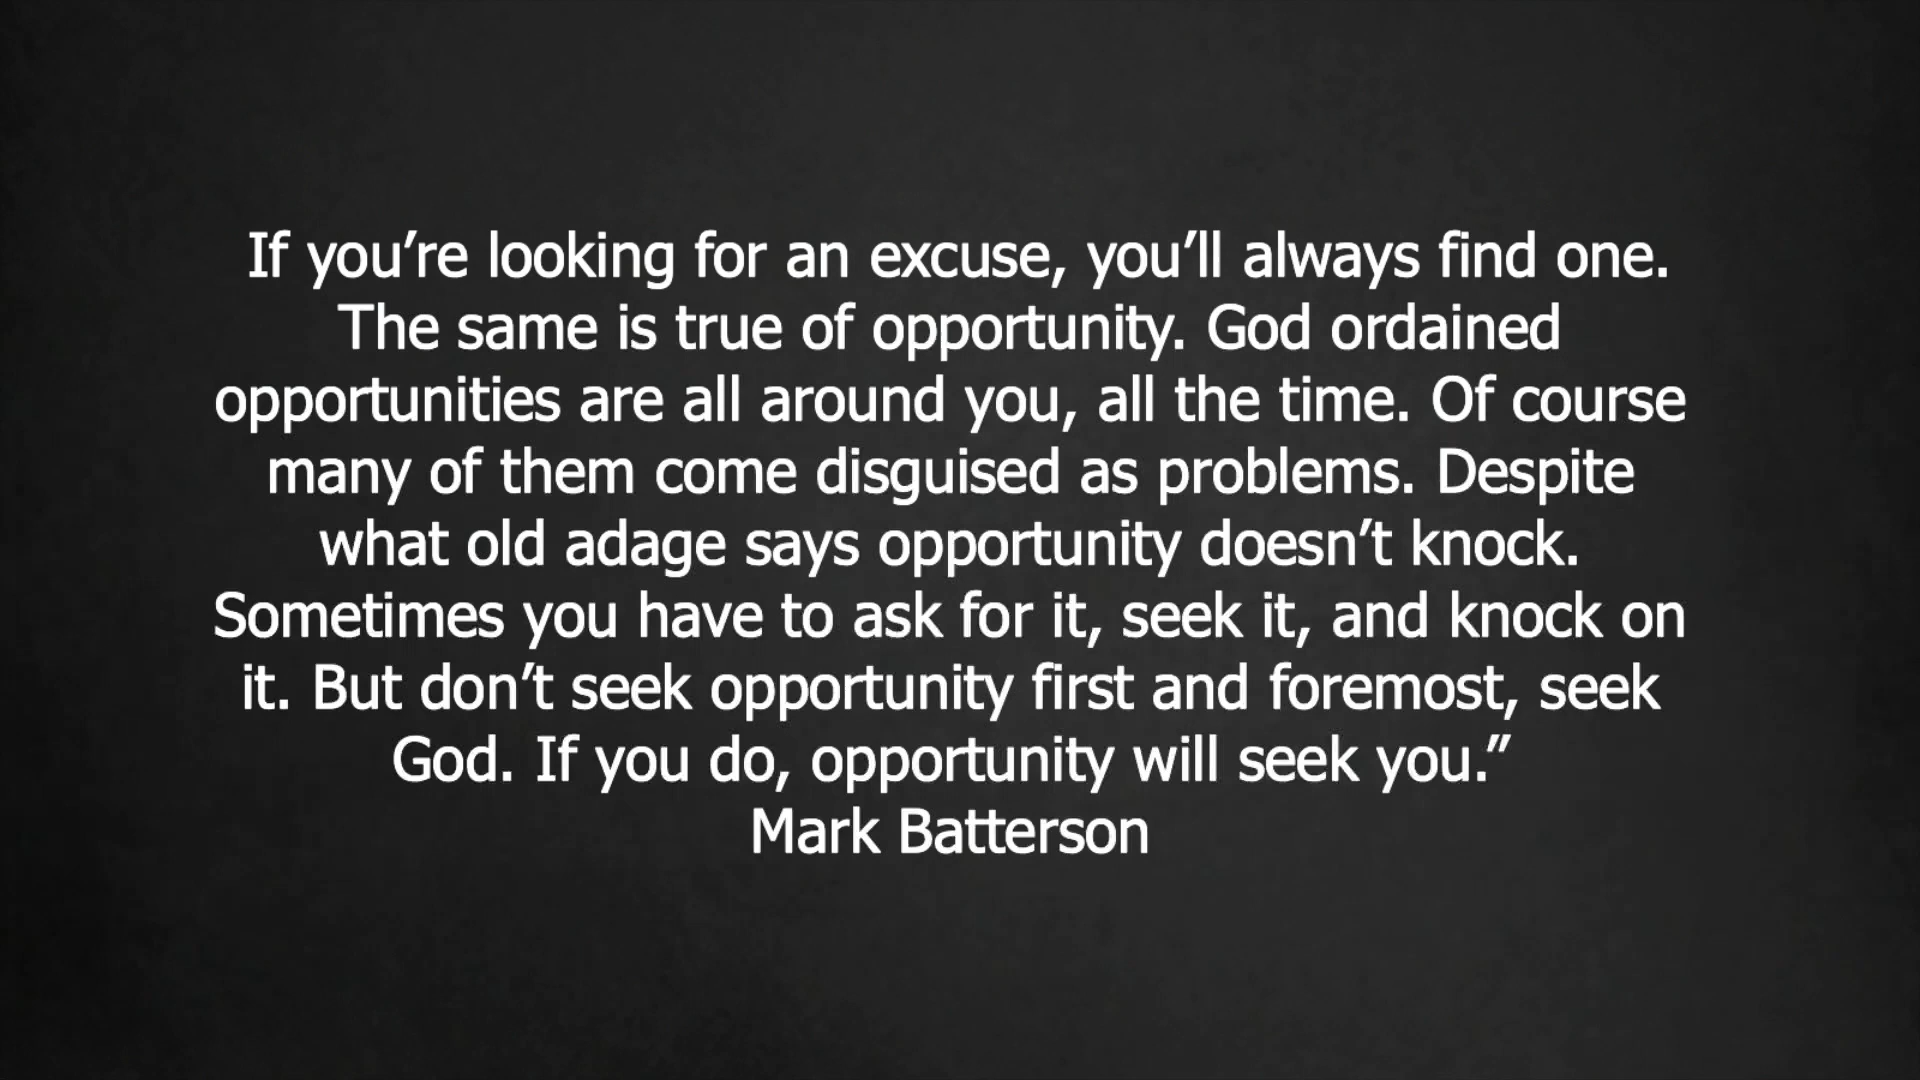 If you’re looking for an excuse, you’ll always find one.
The same is true of opportunity. God ordained
opportunities are all around you, all the time. Of course
many of them come disguised as problems. Despite
what old adage says opportunity doesn’t knock.
Sometimes you have to ask for it, seek it, and knock on
it. But don’t seek opportunity first and foremost, seek
God. If you do, opportunity will seek you.”
Mark Batterson